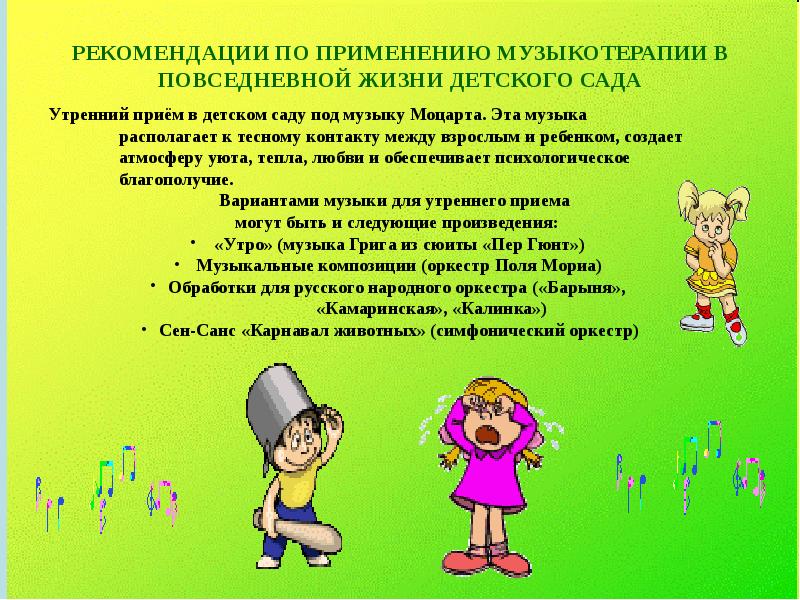 РЕКОМЕНДАЦИИ ПО ПРИМЕНЕНИЮ МУЗЫКОТЕРАПИИ В
ПОВСЕДНЕВНОЙ ЖИЗНИ ДЕТСКОГО САДА
Утренний приём в детском саду под музыку Моцарта. Эта музыка
располагает к тесному контакту между взрослым и ребенком, создает
атмосферу уюта, тепла, любви и обеспечивает психологическое
благополучие.
Вариантами музыки для утреннего приема
могут быть и следующие произведения:
• «Утро» (музыка Грига из сюиты «Пер Гюнт»)
• Музыкальные композиции (оркестр Поля Мориа)
• Обработки для русского народного оркестра («Барыня»,
«Камаринская», «Калинка»)
• Сен-Санс «Карнавал животных» (симфонический оркестр)